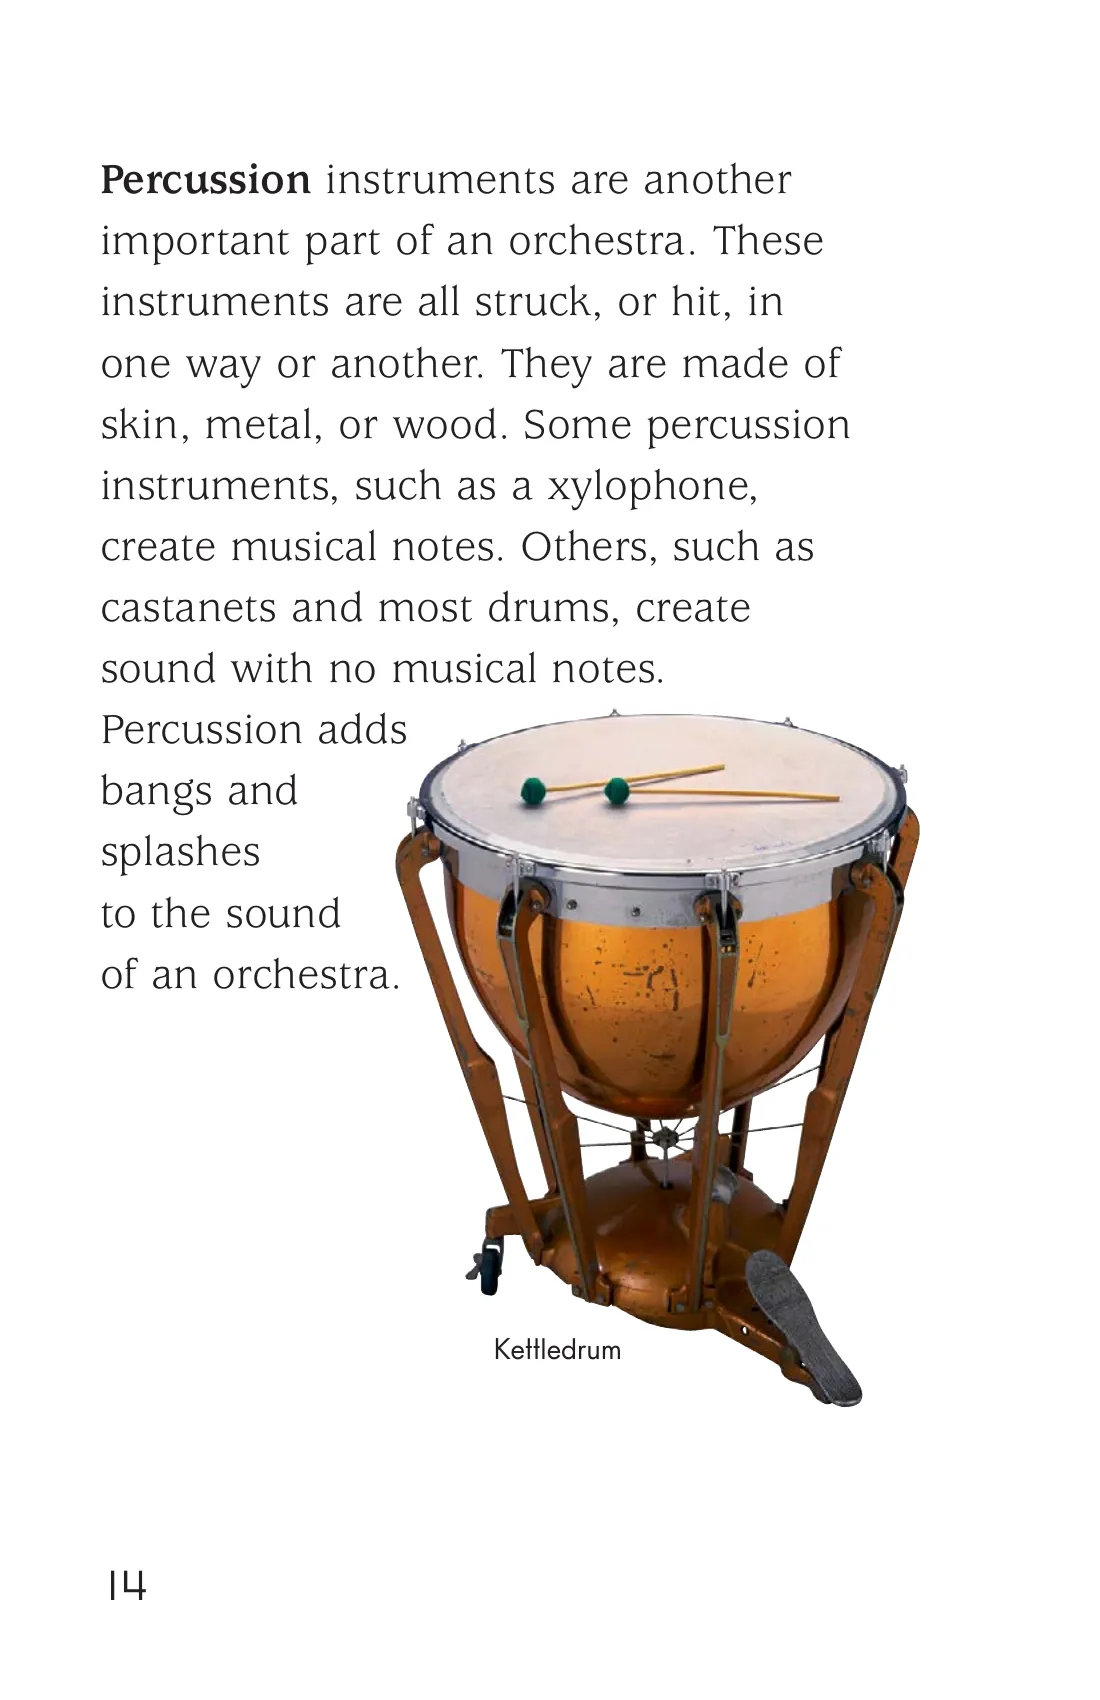 Percussion instruments are another
important part of an orchestra. These
instruments are all struck, or hit, in
one way or another. They are made of
skin, metal, or wood. Some percussion
instruments, such as a xylophone,
create musical notes. Others, such as
castanets and most drums, create
sound with no musical notes.
Percussion adds
bangs and
splashes
to the sound
of an orchestra.
Kettledrum
14